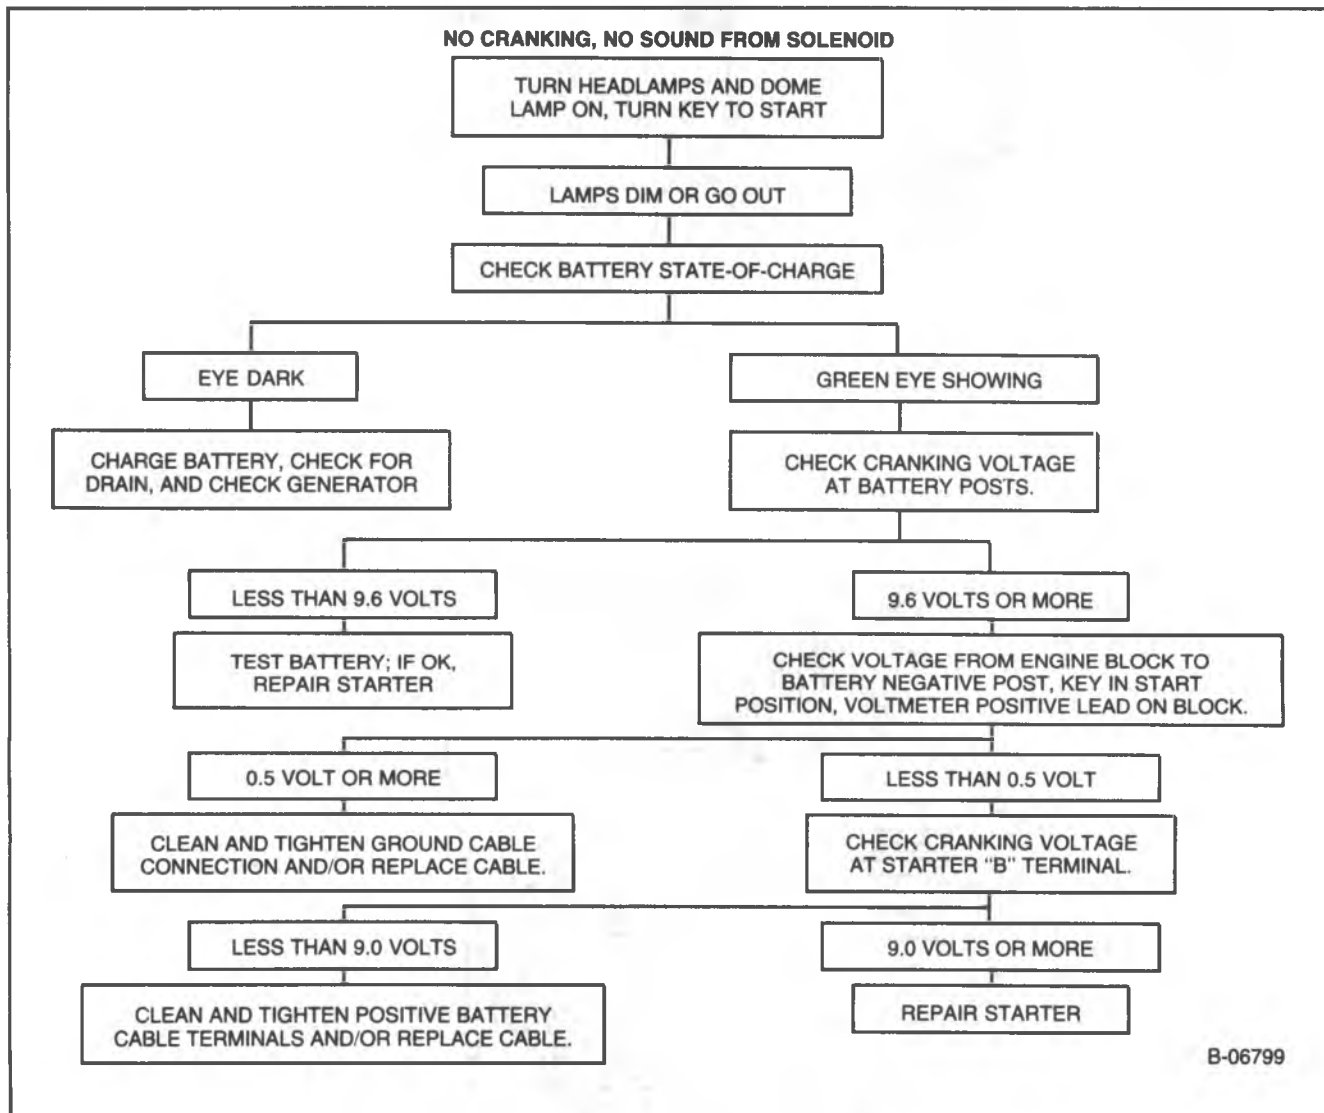 NO CRANKING, NO SOUND FROM SOLENOID
TURN HEADLAMPS AND DOME
LAMP ON, TURN KEY TO START
LAMPS DIM OR GO OUT
CHECK BATTERY STATE-OF-CHARGE
EYE DARK
GREEN EYE SHOWING
CHARGE BATTERY, CHECK FOR
DRAIN, AND CHECK GENERATOR
CHECK CRANKING VOLTAGE
AT BATTERY POSTS.
LESS THAN 9.6 VOLTS
9.6 VOLTS OR MORE
TEST BATTERY; IF OK,
REPAIR STARTER
CHECK VOLTAGE FROM ENGINE BLOCK TO
BATTERY NEGATIVE POST, KEY IN START
POSITION, VOLTMETER POSITIVE LEAD ON BLOCK.
0.5 VOLT OR MORE
LESS THAN 0.5 VOLT
CLEAN AND TIGHTEN GROUND CABLE
CONNECTION AND/OR REPLACE CABLE.
CHECK CRANKING VOLTAGE
AT STARTER "B" TERMINAL.
LESS THAN 9.0 VOLTS
9.0 VOLTS OR MORE
CLEAN AND TIGHTEN POSITIVE BATTERY
CABLE TERMINALS AND/OR REPLACE CABLE.
REPAIR STARTER
B-06799